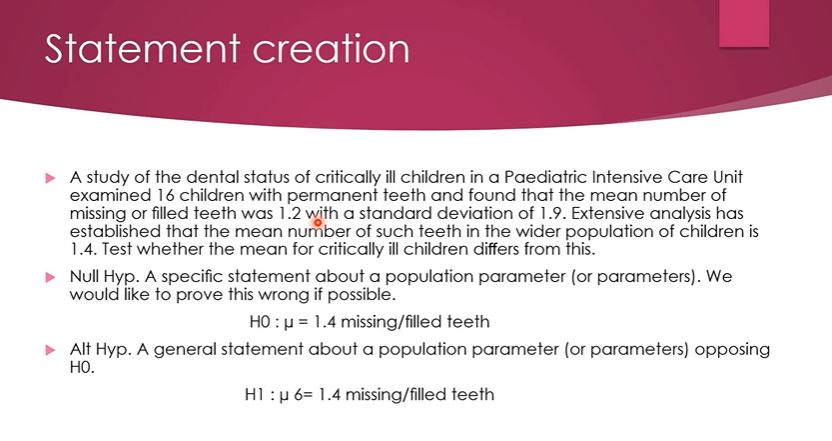 Statement creation
A study of the dental status of critically ill children in a Paediatric Intensive Care Unit
examined 16 children with permanent teeth and found that the mean number of
missing or filled teeth was 1.2 with a standard deviation of 1.9. Extensive analysis has
established that the mean number of such teeth in the wider population of children is
1.4. Test whether the mean for critically ill children differs from this.
Null Hyp. A specific statement about a population parameter (or parameters). We
would like to prove this wrong if possible.
H0 : µ = 1.4 missing/filled teeth
Alt Hyp. A general statement about a population parameter (or parameters) opposing
H0.
H1 : µ 6= 1.4 missing/filled teeth